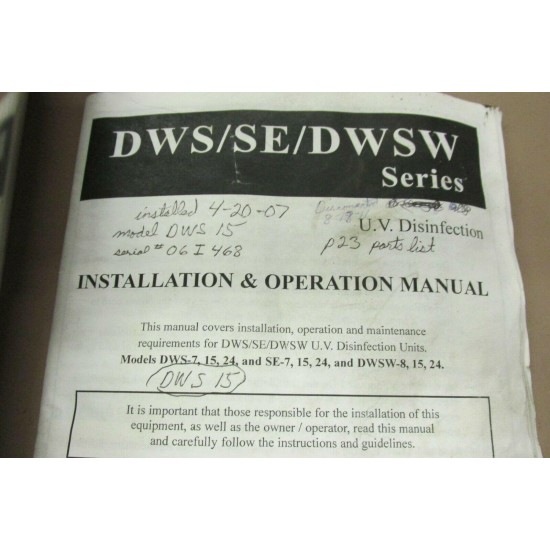 DWS/SE/DWSW
Series
installed 4-20-07
model DWS 15
serial # 06 I 468
U.V. Disinfection
p23 parts list
INSTALLATION & OPERATION MANUAL
This manual covers installation, operation and maintenance
requirements for DWS/SE/DWSW U.V. Disinfection Units.
Models DWS-7, 15, 24, and SE-7, 15, 24, and DWSW-8, 15, 24.
DWS 15
It is important that those responsible for the installation of this
equipment, as well as the owner / operator, read this manual
and carefully follow the instructions and guidelines.